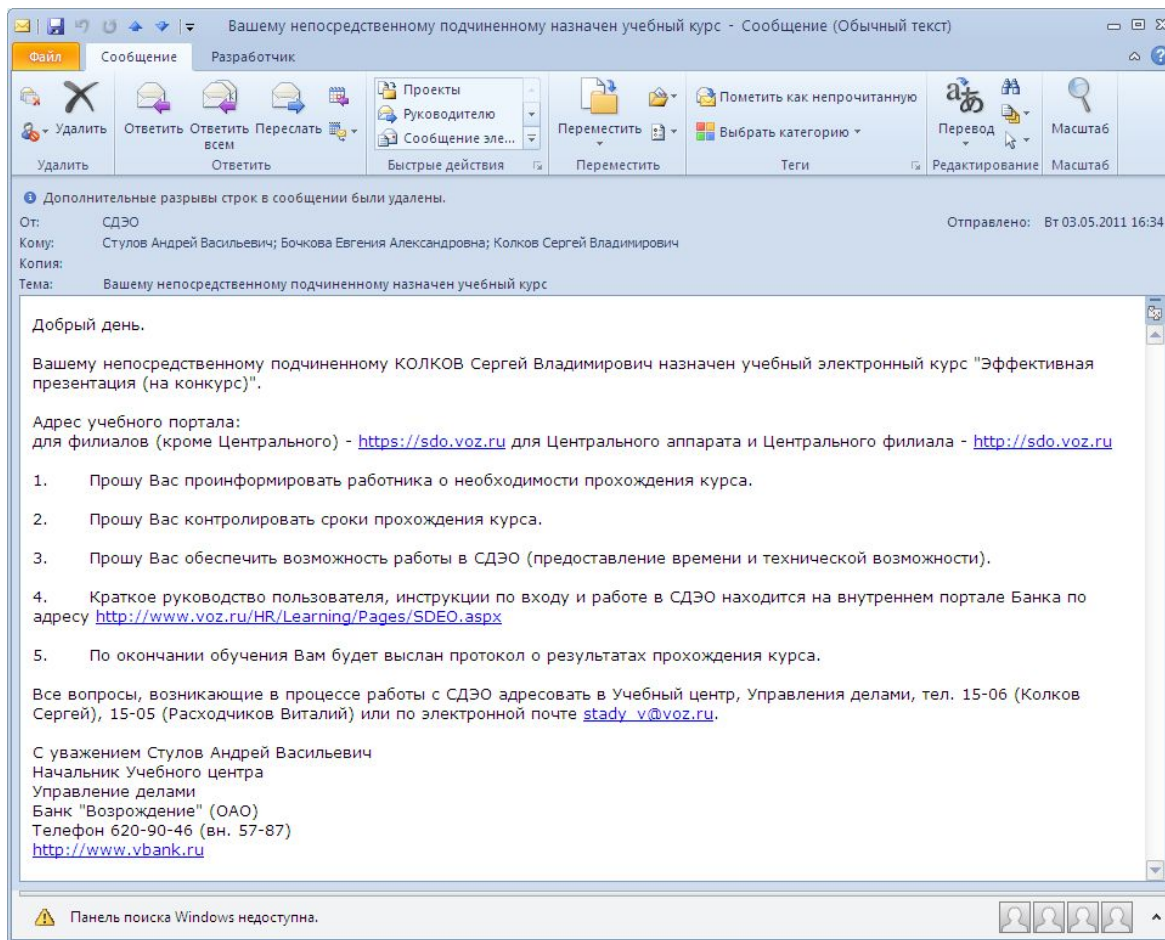 Вашему непосредственному подчиненному назначен учебный курс - Сообщение (Обычный текст)
Файл Сообщение Разработчик
Удалить
Ответить Ответить всем Переслать
Проекты
Руководителю
Сообщение эле...
Переместить
Пометить как непрочитанную
Выбрать категорию
Перевод
Масштаб
Удалить Ответить Быстрые действия Переместить Теги Редактирование Масштаб
Дополнительные разрывы строк в сообщении были удалены.
От: СДЭО Отправлено: Вт 03.05.2011 16:34
Кому: Стулов Андрей Васильевич; Бочкова Евгения Александровна; Колков Сергей Владимирович
Копия:
Тема: Вашему непосредственному подчиненному назначен учебный курс
Добрый день.
Вашему непосредственному подчиненному КОЛКОВ Сергей Владимирович назначен учебный электронный курс "Эффективная
презентация (на конкурс)".
Адрес учебного портала:
для филиалов (кроме Центрального) - https://sdo.voz.ru для Центрального аппарата и Центрального филиала - http://sdo.voz.ru
1. Прошу Вас проинформировать работника о необходимости прохождения курса.
2. Прошу Вас контролировать сроки прохождения курса.
3. Прошу Вас обеспечить возможность работы в СДЭО (предоставление времени и технической возможности).
4. Краткое руководство пользователя, инструкции по входу и работе в СДЭО находится на внутреннем портале Банка по
адресу http://www.voz.ru/HR/Learning/Pages/SDEO.aspx
5. По окончании обучения Вам будет выслан протокол о результатах прохождения курса.
Все вопросы, возникающие в процессе работы с СДЭО адресовать в Учебный центр, Управления делами, тел. 15-06 (Колков
Сергей), 15-05 (Расходчиков Виталий) или по электронной почте stady_v@voz.ru.
С уважением Стулов Андрей Васильевич
Начальник Учебного центра
Управление делами
Банк "Возрождение" (ОАО)
Телефон 620-90-46 (вн. 57-87)
http://www.vbank.ru
Панель поиска Windows недоступна.